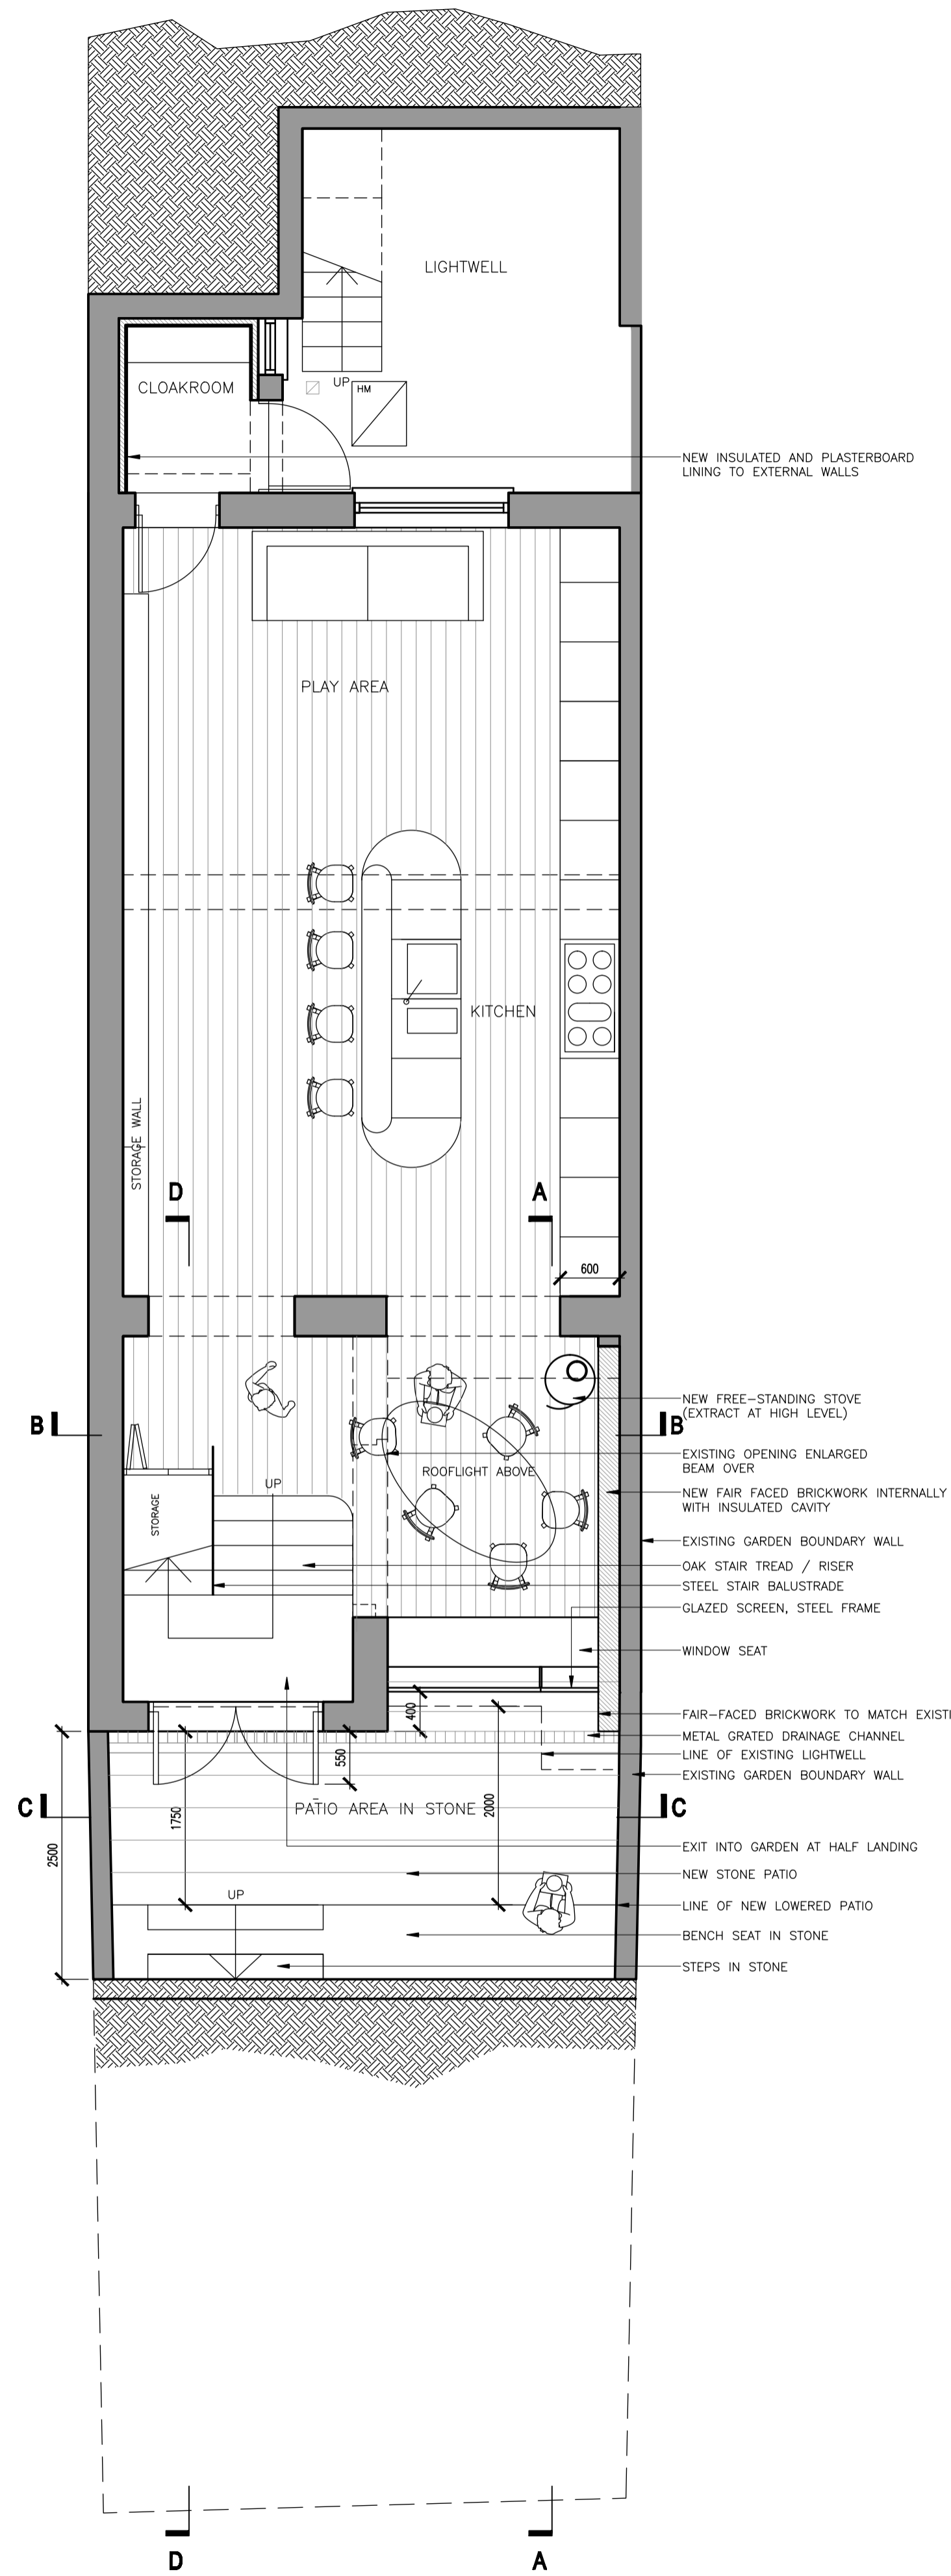 LIGHTWELL
UP
HM
CLOAKROOM
NEW INSULATED AND PLASTERBOARD
LINING TO EXTERNAL WALLS
PLAY AREA
KITCHEN
STORAGE WALL
D
A
600
NEW FREE-STANDING STOVE
(EXTRACT AT HIGH LEVEL)
B
B
EXISTING OPENING ENLARGED
BEAM OVER
ROOFLIGHT ABOVE
UP
NEW FAIR FACED BRICKWORK INTERNALLY
WITH INSULATED CAVITY
STORAGE
EXISTING GARDEN BOUNDARY WALL
OAK STAIR TREAD / RISER
STEEL STAIR BALUSTRADE
GLAZED SCREEN, STEEL FRAME
WINDOW SEAT
400
FAIR-FACED BRICKWORK TO MATCH EXISTI
METAL GRATED DRAINAGE CHANNEL
LINE OF EXISTING LIGHTWELL
550
EXISTING GARDEN BOUNDARY WALL
C
C
PATIO AREA IN STONE
1750
2000
2500
EXIT INTO GARDEN AT HALF LANDING
NEW STONE PATIO
UP
LINE OF NEW LOWERED PATIO
BENCH SEAT IN STONE
STEPS IN STONE
D
A